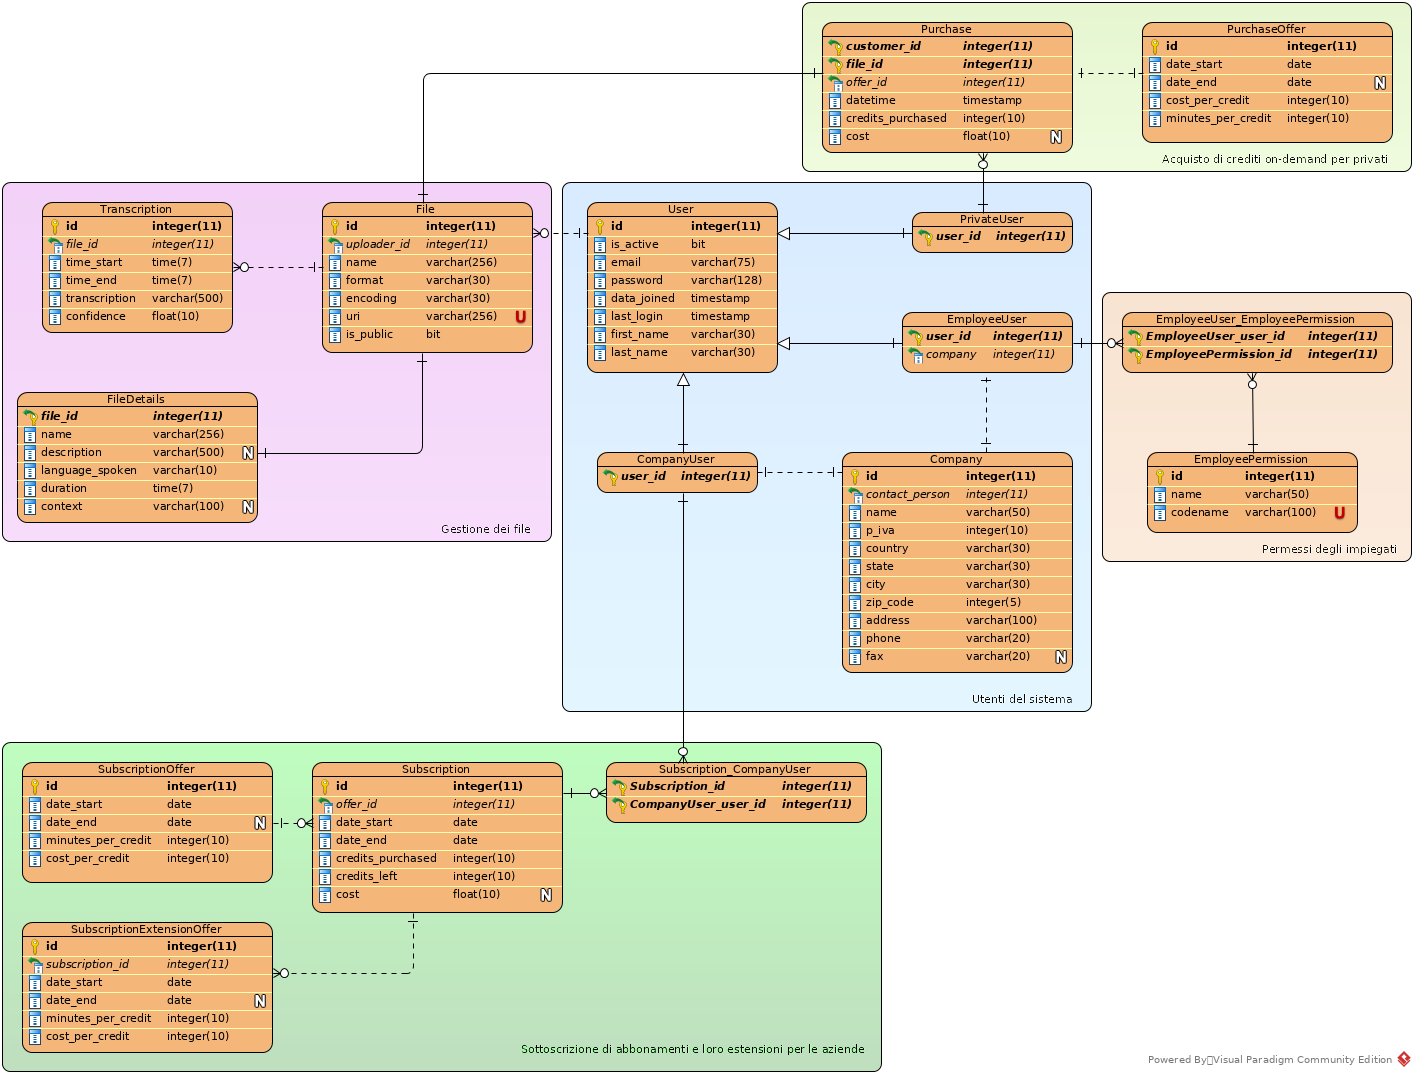 Purchase
customer_id integer(11)
file_id integer(11)
offer_id integer(11)
datetime timestamp
credits_purchased integer(10)
cost float(10) N
PurchaseOffer
id integer(11)
date_start date
date_end date N
cost_per_credit integer(10)
minutes_per_credit integer(10)
Acquisto di crediti on-demand per privati
Transcription
id integer(11)
file_id integer(11)
time_start time(7)
time_end time(7)
transcription varchar(500)
confidence float(10)
File
id integer(11)
uploader_id integer(11)
name varchar(256)
format varchar(30)
encoding varchar(30)
uri varchar(256) U
is_public bit
FileDetails
file_id integer(11)
name varchar(256)
description varchar(500) N
language_spoken varchar(10)
duration time(7)
context varchar(100) N
Gestione dei file
User
id integer(11)
is_active bit
email varchar(75)
password varchar(128)
data_joined timestamp
last_login timestamp
first_name varchar(30)
last_name varchar(30)
PrivateUser
user_id integer(11)
EmployeeUser
user_id integer(11)
company integer(11)
CompanyUser
user_id integer(11)
Company
id integer(11)
contact_person integer(11)
name varchar(50)
p_iva integer(10)
country varchar(30)
state varchar(30)
city varchar(30)
zip_code integer(5)
address varchar(100)
phone varchar(20)
fax varchar(20) N
Utenti del sistema
EmployeeUser_EmployeePermission
EmployeeUser_user_id integer(11)
EmployeePermission_id integer(11)
EmployeePermission
id integer(11)
name varchar(50)
codename varchar(100) U
Permessi degli impiegati
SubscriptionOffer
id integer(11)
date_start date
date_end date N
minutes_per_credit integer(10)
cost_per_credit integer(10)
Subscription
id integer(11)
offer_id integer(11)
date_start date
date_end date
credits_purchased integer(10)
credits_left integer(10)
cost float(10) N
Subscription_CompanyUser
Subscription_id integer(11)
CompanyUser_user_id integer(11)
SubscriptionExtensionOffer
id integer(11)
subscription_id integer(11)
date_start date
date_end date N
minutes_per_credit integer(10)
cost_per_credit integer(10)
Sottoscrizione di abbonamenti e loro estensioni per le aziende
Powered By Visual Paradigm Community Edition